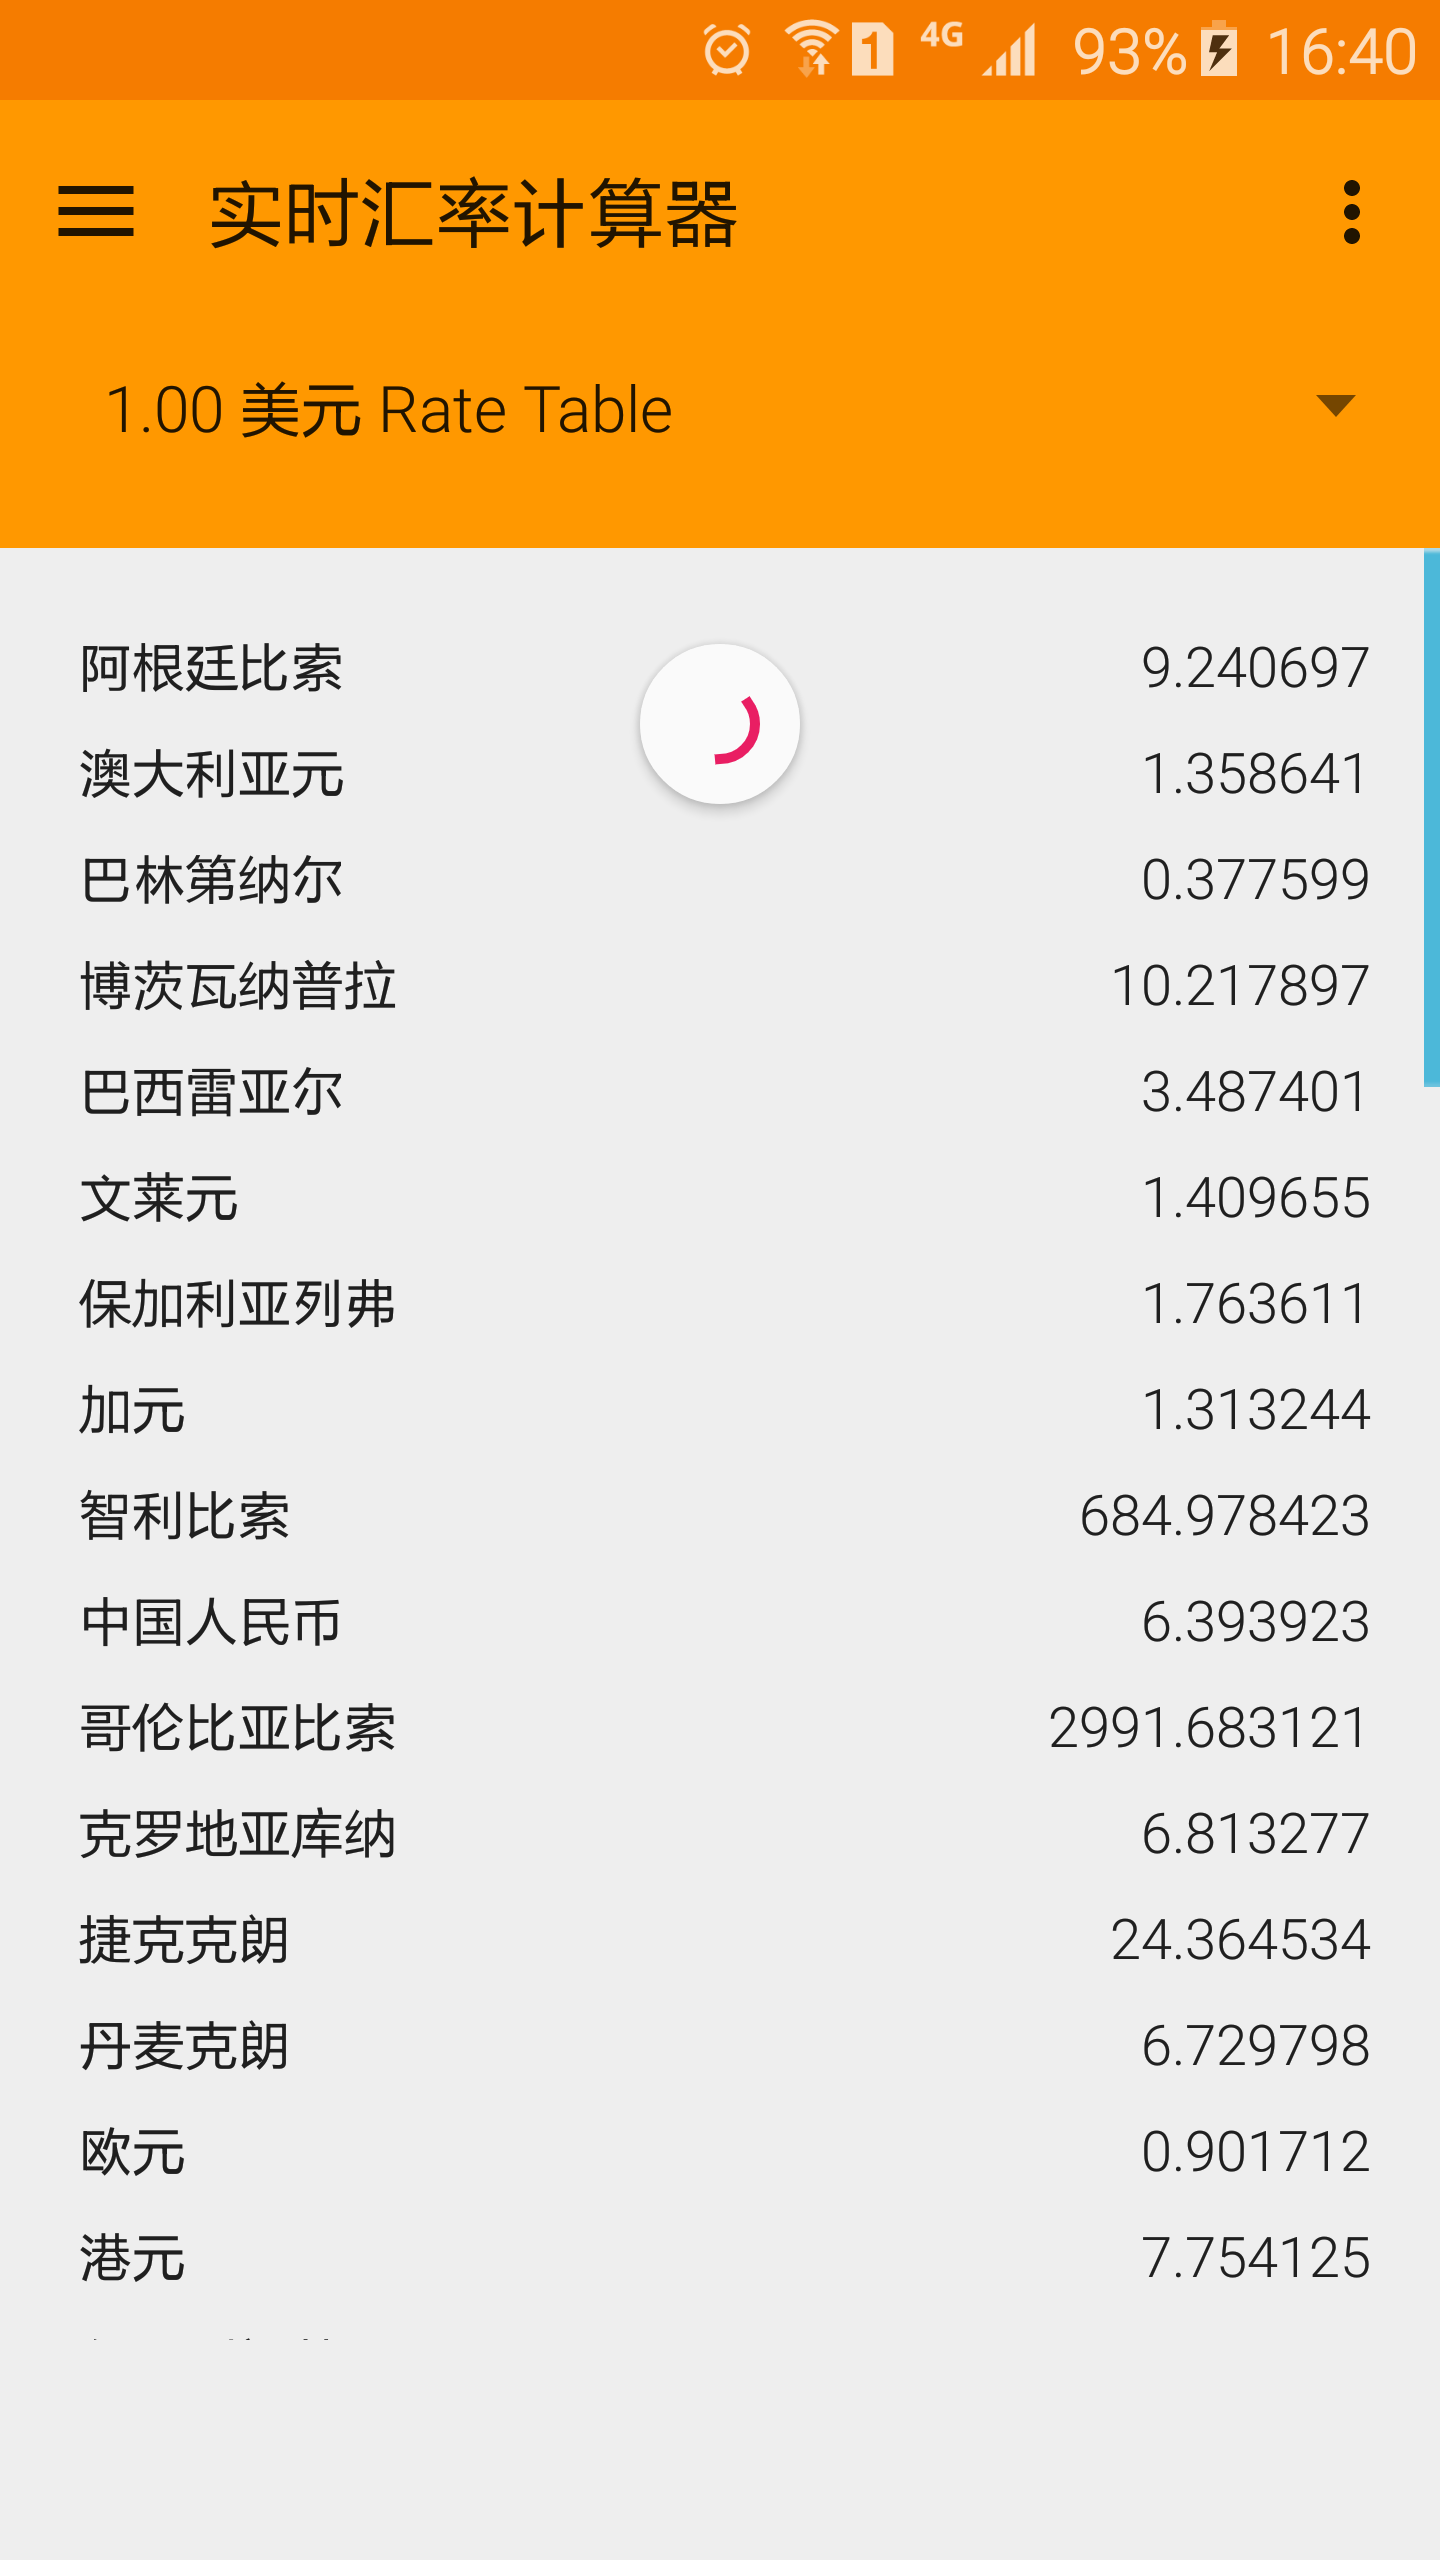 4G 93% 16:40
实时汇率计算器
1.00 美元 Rate Table
阿根廷比索 9.240697
澳大利亚元 1.358641
巴林第纳尔 0.377599
博茨瓦纳普拉 10.217897
巴西雷亚尔 3.487401
文莱元 1.409655
保加利亚列弗 1.763611
加元 1.313244
智利比索 684.978423
中国人民币 6.393923
哥伦比亚比索 2991.683121
克罗地亚库纳 6.813277
捷克克朗 24.364534
丹麦克朗 6.729798
欧元 0.901712
港元 7.754125